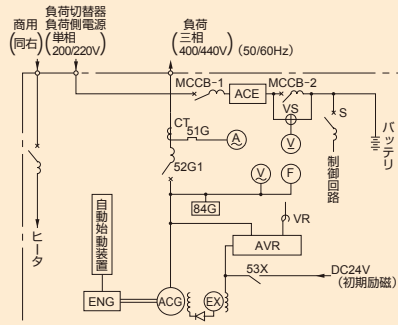 商用
(同右)
負荷切替器
負荷側電源
(単相
200/220V)
負荷
(三相
400/440V)
(50/60Hz)
MCCB-1
ACE
MCCB-2
VS
V
S
バッテリ
制御回路
CT
51G
A
52G1
84G
V
F
VR
AVR
ヒータ
自動始動装置
ENG
ACG
EX
53X
DC24V
(初期励磁)